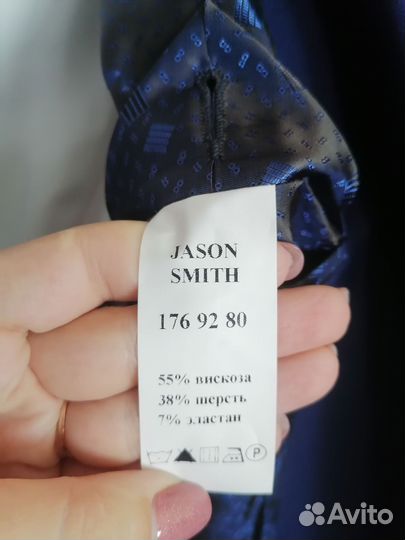 JASON
SMITH
176 92 80
55% вискоза
38% шерсть
7% эластан
P
Avito